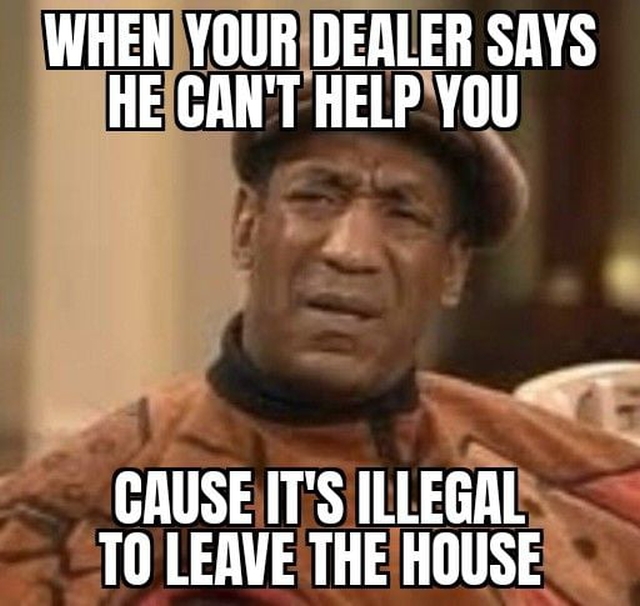 WHEN YOUR DEALER SAYS
HE CAN'T HELP YOU
CAUSE IT'S ILLEGAL
TO LEAVE THE HOUSE